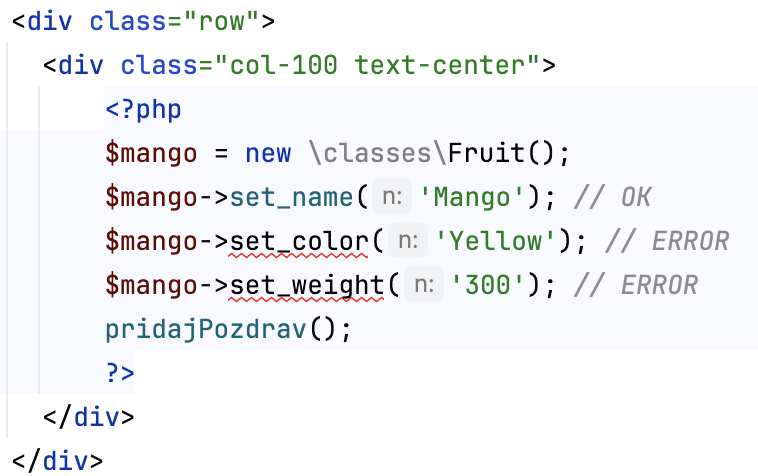 <div class="row">
<div class="col-100 text-center">
<?php
$mango = new \classes\Fruit();
$mango->set_name( n: 'Mango'); // OK
$mango->set_color( n: 'Yellow'); // ERROR
$mango->set_weight( n: '300'); // ERROR
pridajPozdrav();
?>
</div>
</div>